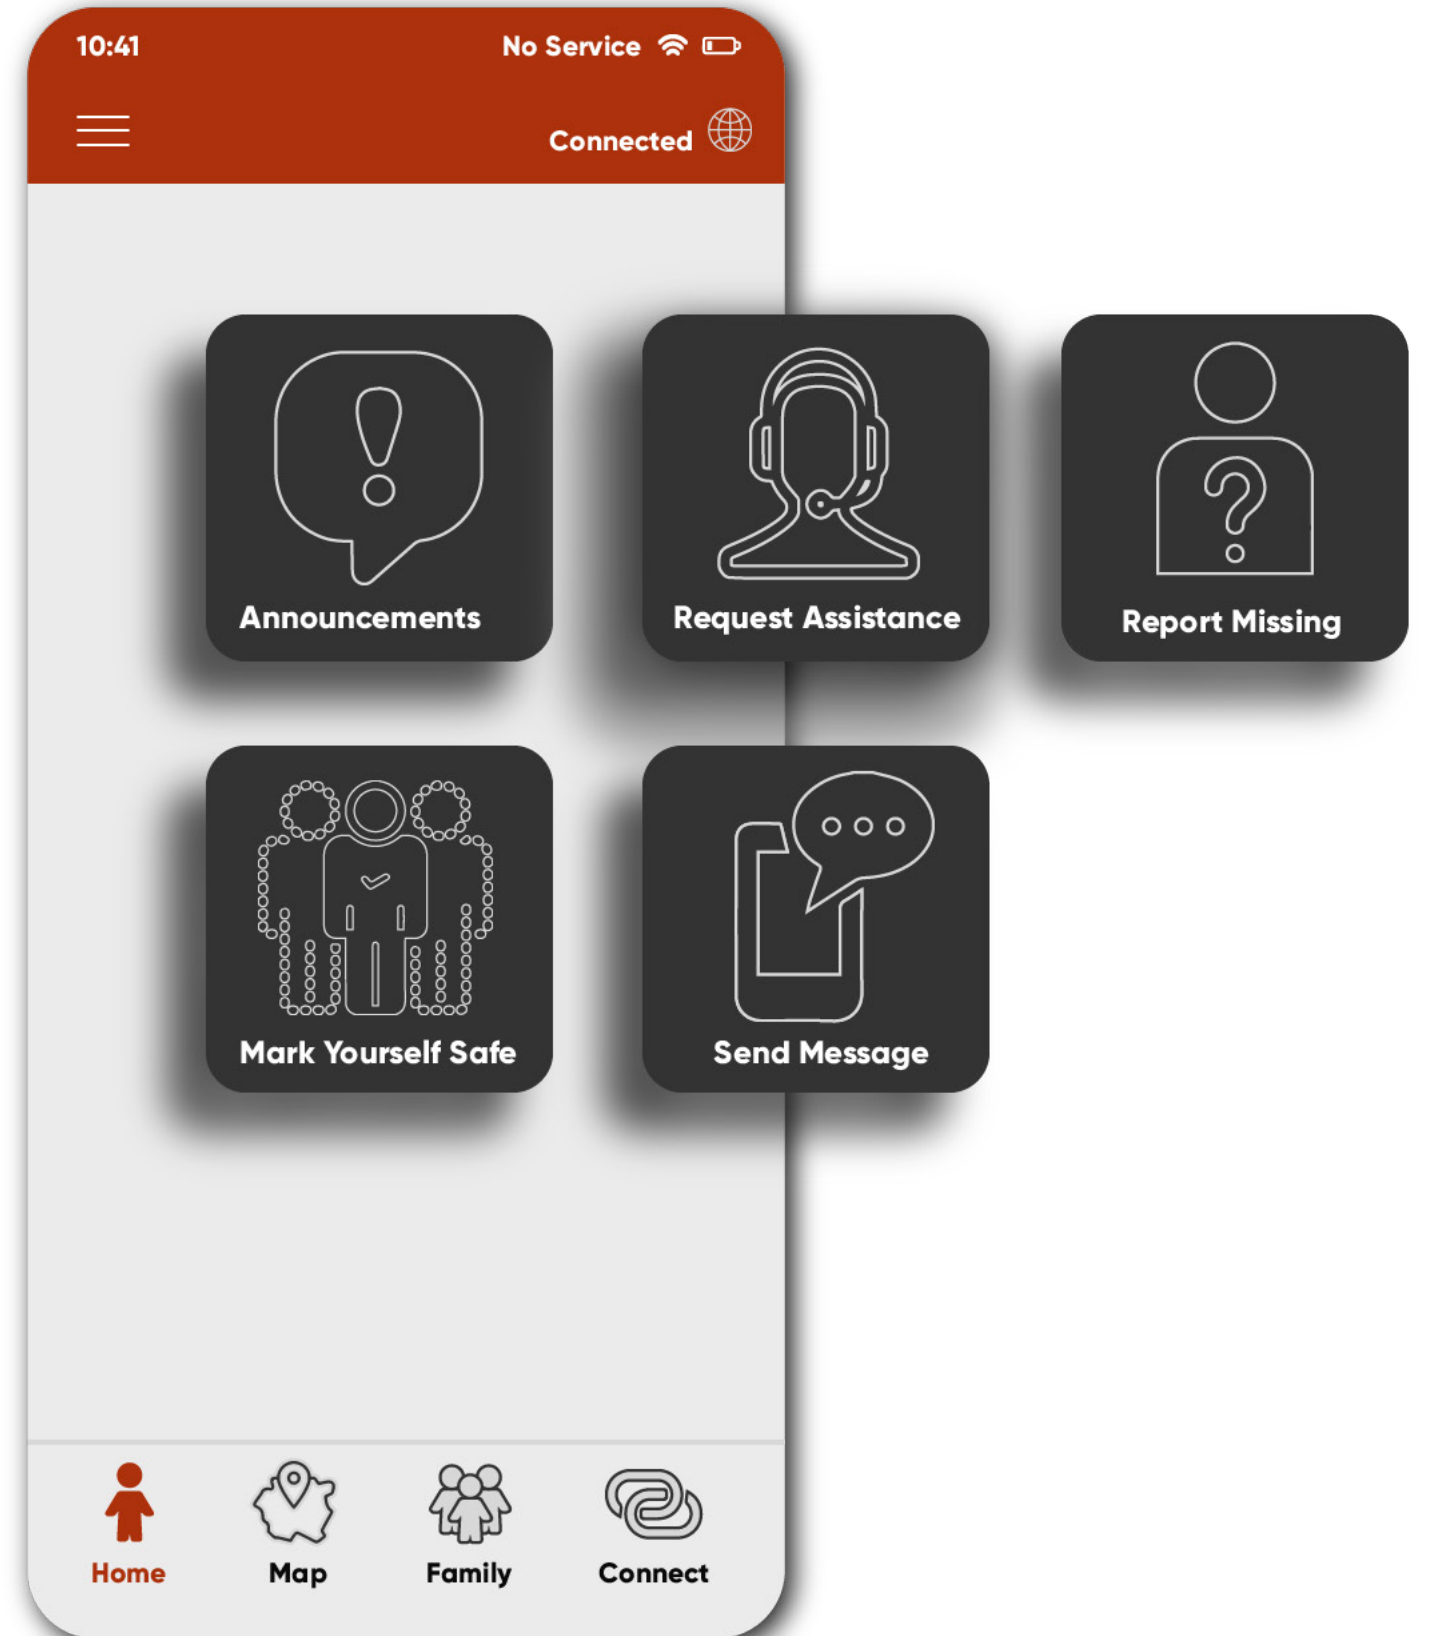 10:41
No Service
Connected
Announcements
Request Assistance
Report Missing
Mark Yourself Safe
Send Message
Home
Map
Family
Connect